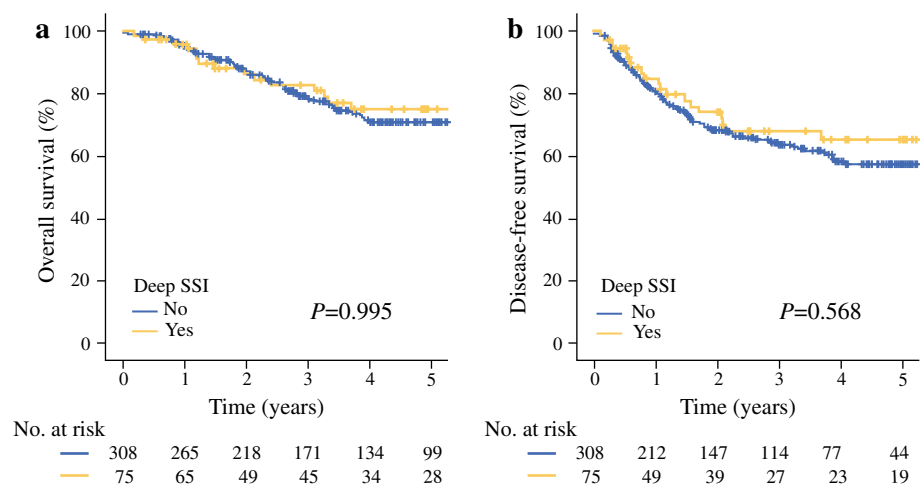 a
Overall survival (%)
100
80
60
40
20
0
Deep SSI
No
Yes
P=0.995
0 1 2 3 4 5
Time (years)
No. at risk
308 265 218 171 134 99
75 65 49 45 34 28
b
Disease-free survival (%)
100
80
60
40
20
0
Deep SSI
No
Yes
P=0.568
0 1 2 3 4 5
Time (years)
No. at risk
308 212 147 114 77 44
75 49 39 27 23 19